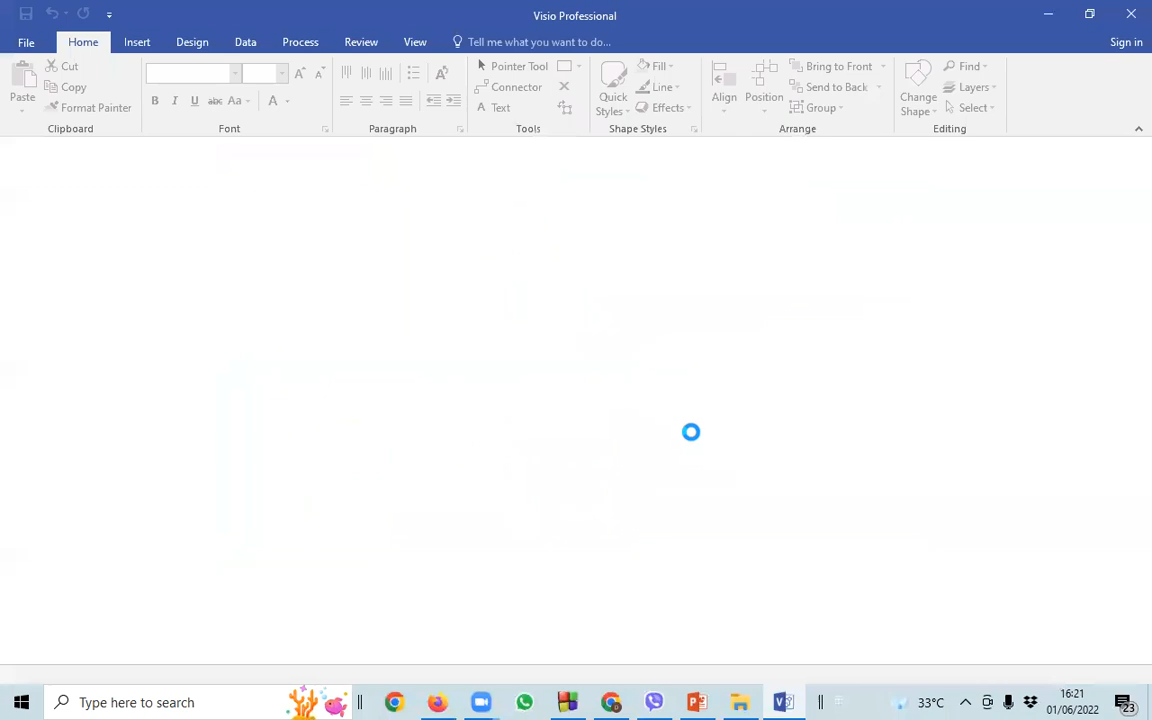 Visio Professional
File Home Insert Design Data Process Review View Tell me what you want to do... Sign in
Paste Cut
Copy
Format Painter
Clipboard
B I U abc Aa A
Font
Paragraph
Pointer Tool
Connector
A Text
Tools
Quick Styles
Fill
Line
Effects
Shape Styles
Align
Position
Bring to Front
Send to Back
Group
Arrange
Change Shape
Find
Layers
Select
Editing
Type here to search
33°C
16:21
01/06/2022
23